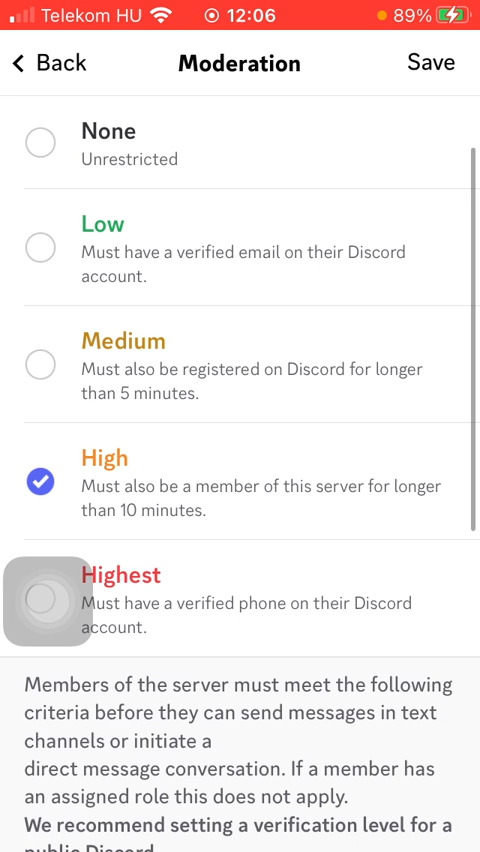 Telekom HU 12:06 89%
Back Moderation Save
None
Unrestricted
Low
Must have a verified email on their Discord
account.
Medium
Must also be registered on Discord for longer
than 5 minutes.
High
Must also be a member of this server for longer
than 10 minutes.
Highest
Must have a verified phone on their Discord
account.
Members of the server must meet the following
criteria before they can send messages in text
channels or initiate a
direct message conversation. If a member has
an assigned role this does not apply.
We recommend setting a verification level for a
public Discord.